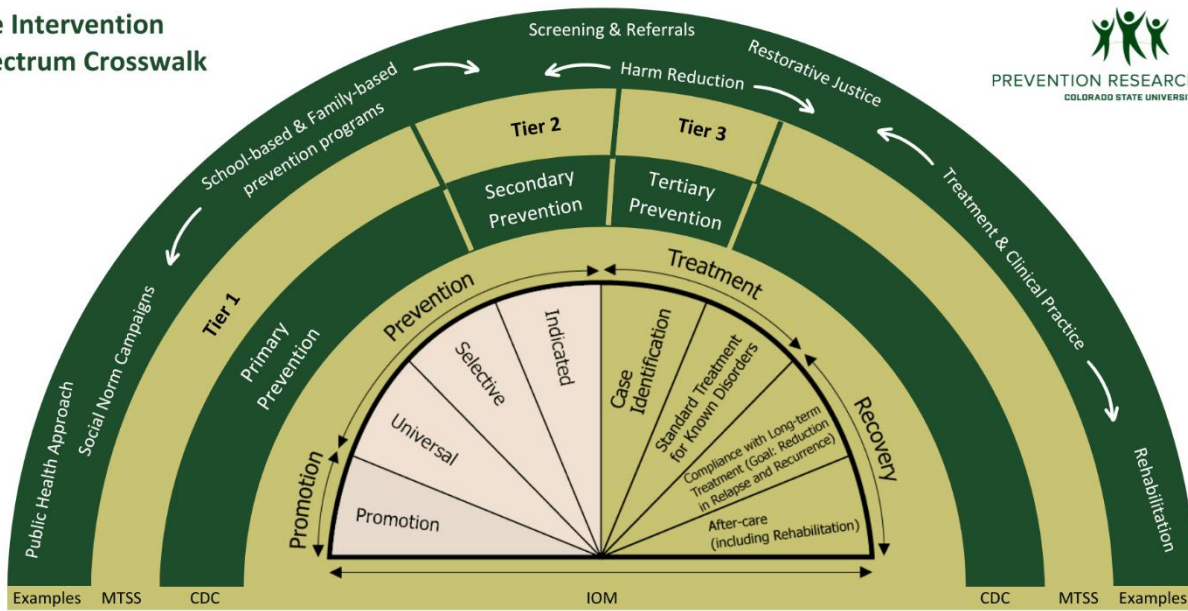 e Intervention
ectrum Crosswalk
PREVENTION RESEARC
COLORADO STATE UNIVERSIT
Screening & Referrals
Harm Reduction
Restorative Justice
School-based & Family-based
prevention programs
Treatment & Clinical Practice
Social Norm Campaigns
Public Health Approach
Rehabilitation
Tier 1
Tier 2
Tier 3
Primary
Prevention
Secondary
Prevention
Tertiary
Prevention
Promotion
Prevention
Treatment
Recovery
Promotion
Universal
Selective
Indicated
Case
Identification
Standard Treatment
for Known Disorders
Compliance with Long-term
Treatment (Goal: Reduction
in Relapse and Recurrence)
After-care
(including Rehabilitation)
Examples
MTSS
CDC
IOM
CDC
MTSS
Examples